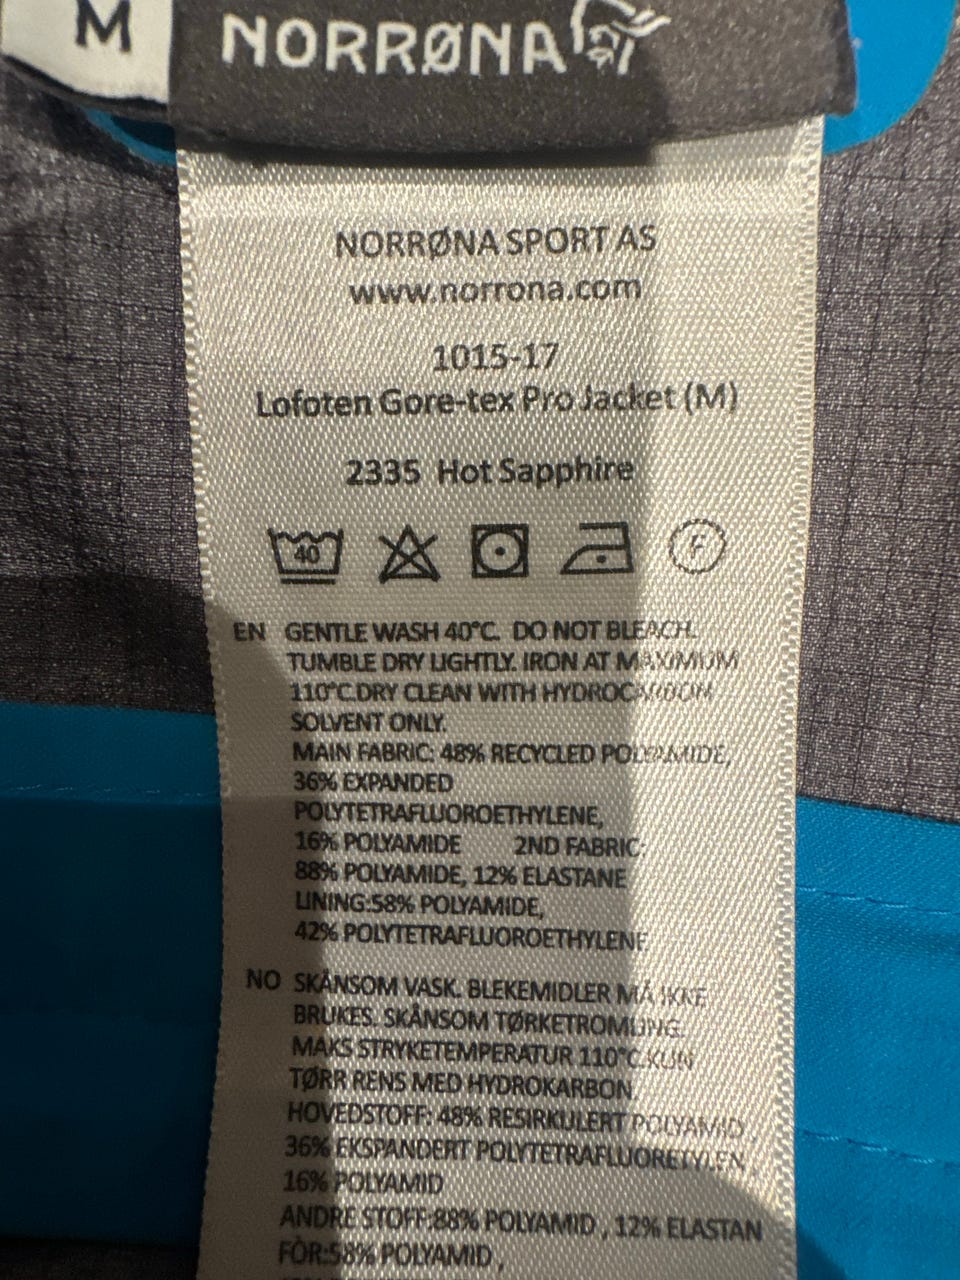 M
NORRØNA
NORRØNA SPORT AS
www.norrona.com
1015-17
Lofoten Gore-tex Pro Jacket (M)
2335 Hot Sapphire
40
F
EN GENTLE WASH 40°C. DO NOT BLEACH.
TUMBLE DRY LIGHTLY. IRON AT MAXIMUM
110°C.DRY CLEAN WITH HYDROCARBON
SOLVENT ONLY.
MAIN FABRIC: 48% RECYCLED POLYAMIDE,
36% EXPANDED
POLYTETRAFLUOROETHYLENE,
16% POLYAMIDE 2ND FABRIC:
88% POLYAMIDE, 12% ELASTANE
LINING:58% POLYAMIDE,
42% POLYTETRAFLUOROETHYLENE
NO SKÅNSOM VASK. BLEKEMIDLER MÅ IKKE
BRUKES. SKÅNSOM TØRKETROMLING.
MAKS STRYKETEMPERATUR 110°C.KUN
TØRR RENS MED HYDROKARBON
HOVEDSTOFF: 48% RESIRKULERT POLYAMID,
36% EKSPANDERT POLYTETRAFLUORETYLEN,
16% POLYAMID
ANDRE STOFF:88% POLYAMID , 12% ELASTAN
FÒR:58% POLYAMID ,